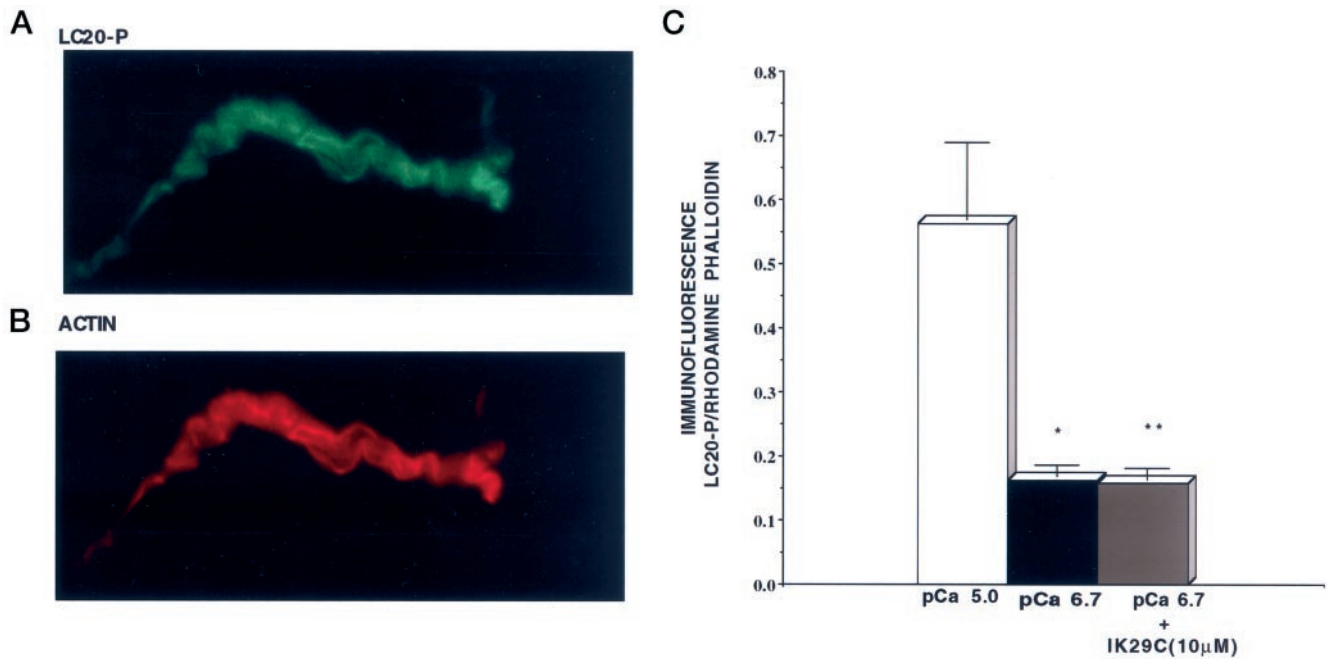 A
LC20-P
B
ACTIN
C
IMMUNOFLUORESCENCE
LC20-P/RHODAMINE PHALLOIDIN
0.8
0.7
0.6
0.5
0.4
0.3
0.2
0.1
0.0
*
**
pCa 5.0
pCa 6.7
pCa 6.7
+
IK29C(10μM)